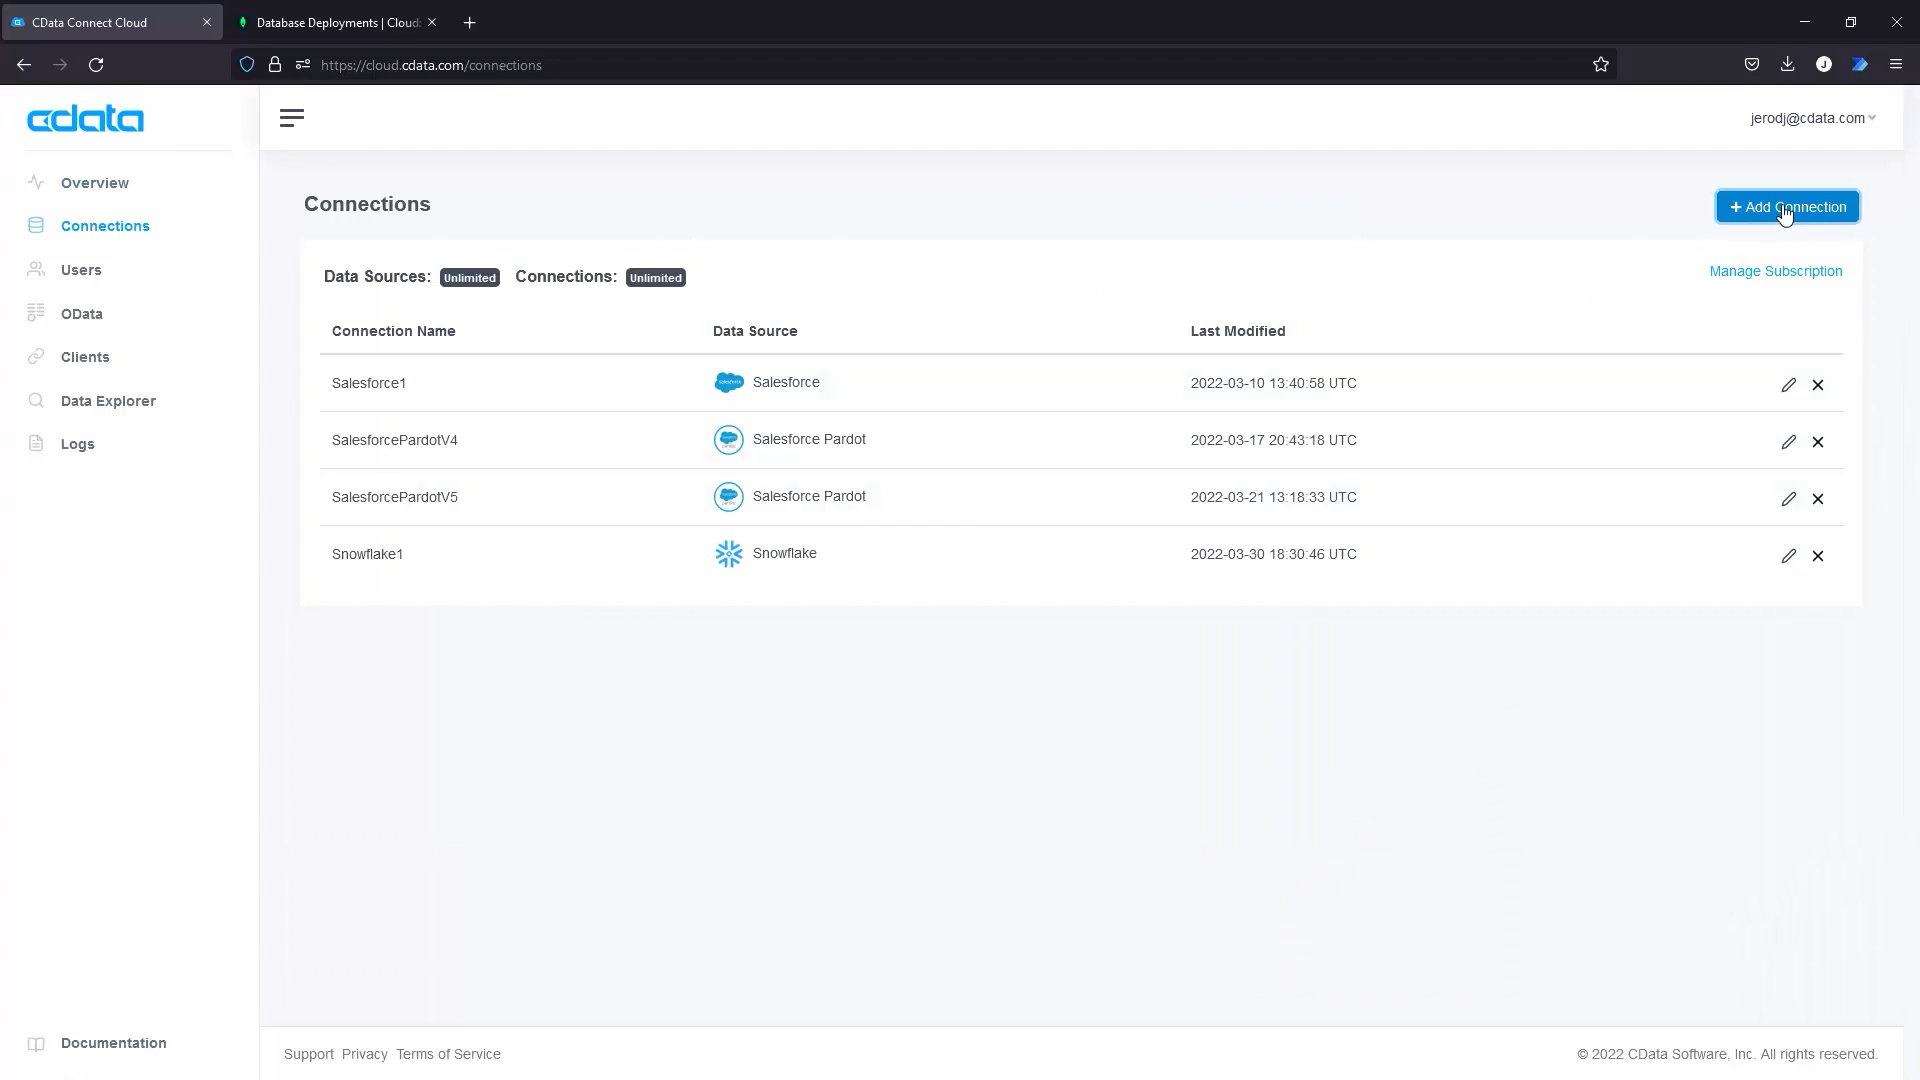 CData Connect Cloud
Database Deployments | Cloud:
https://cloud.cdata.com/connections
cdata
jerodj@cdata.com
Overview
Connections
Users
OData
Clients
Data Explorer
Logs
Documentation
Connections
+ Add Connection
Data Sources: Unlimited Connections: Unlimited
Manage Subscription
Connection Name Data Source Last Modified
Salesforce1 Salesforce 2022-03-10 13:40:58 UTC
SalesforcePardotV4 Salesforce Pardot 2022-03-17 20:43:18 UTC
SalesforcePardotV5 Salesforce Pardot 2022-03-21 13:18:33 UTC
Snowflake1 Snowflake 2022-03-30 18:30:46 UTC
Support Privacy Terms of Service
© 2022 CData Software, Inc. All rights reserved.